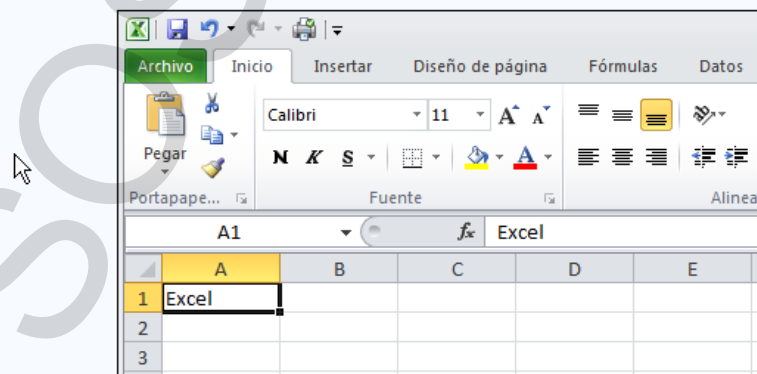 Archivo Inicio Insertar Diseño de página Fórmulas Datos
Calibri 11 A A
Pegar N K S A
Portapape... Fuente Alinea
A1 fx Excel
A B C D E
1 Excel
2
3